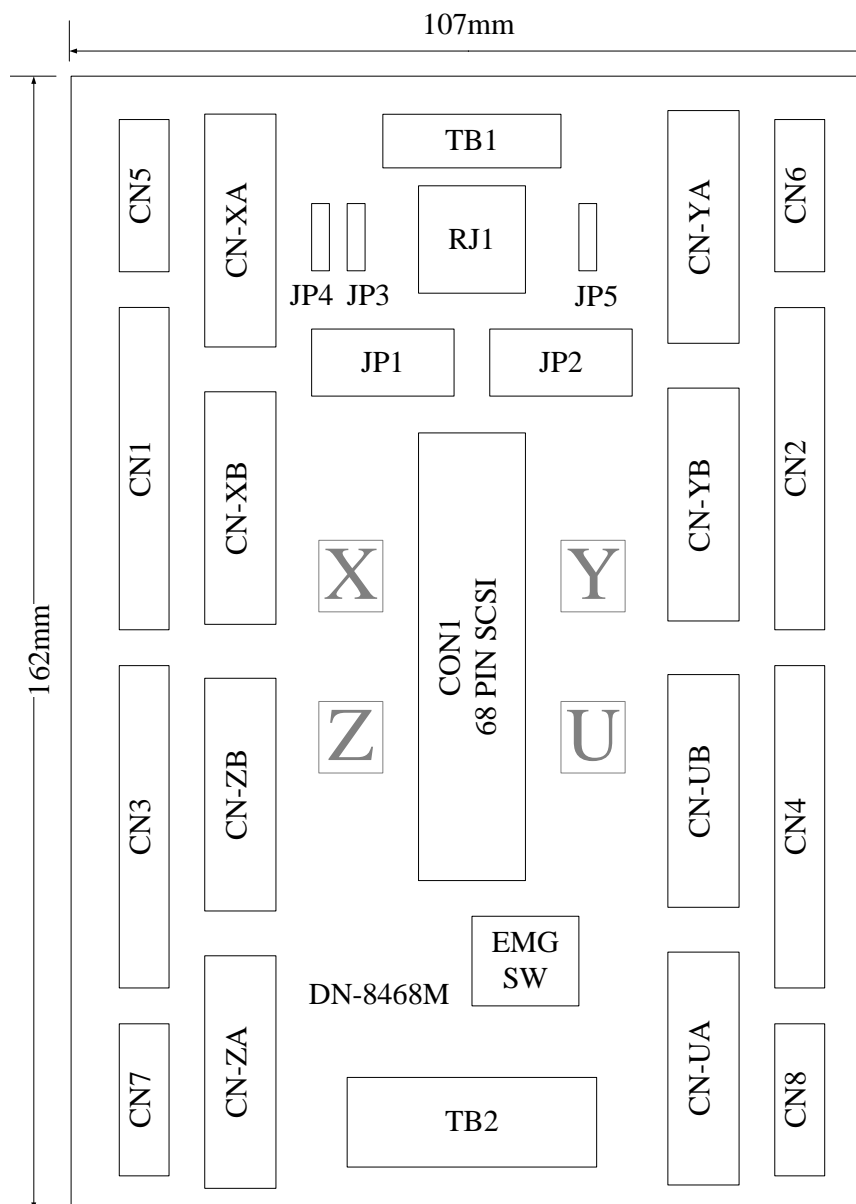 107mm
162mm
CN5
CN-XA
TB1
CN-YA
CN6
RJ1
JP4
JP3
JP5
JP1
JP2
CN1
CN-XB
CN-YB
CN2
X
Y
CON1
68 PIN SCSI
Z
U
CN3
CN-ZB
CN-UB
CN4
EMG
SW
DN-8468M
CN7
CN-ZA
TB2
CN-UA
CN8